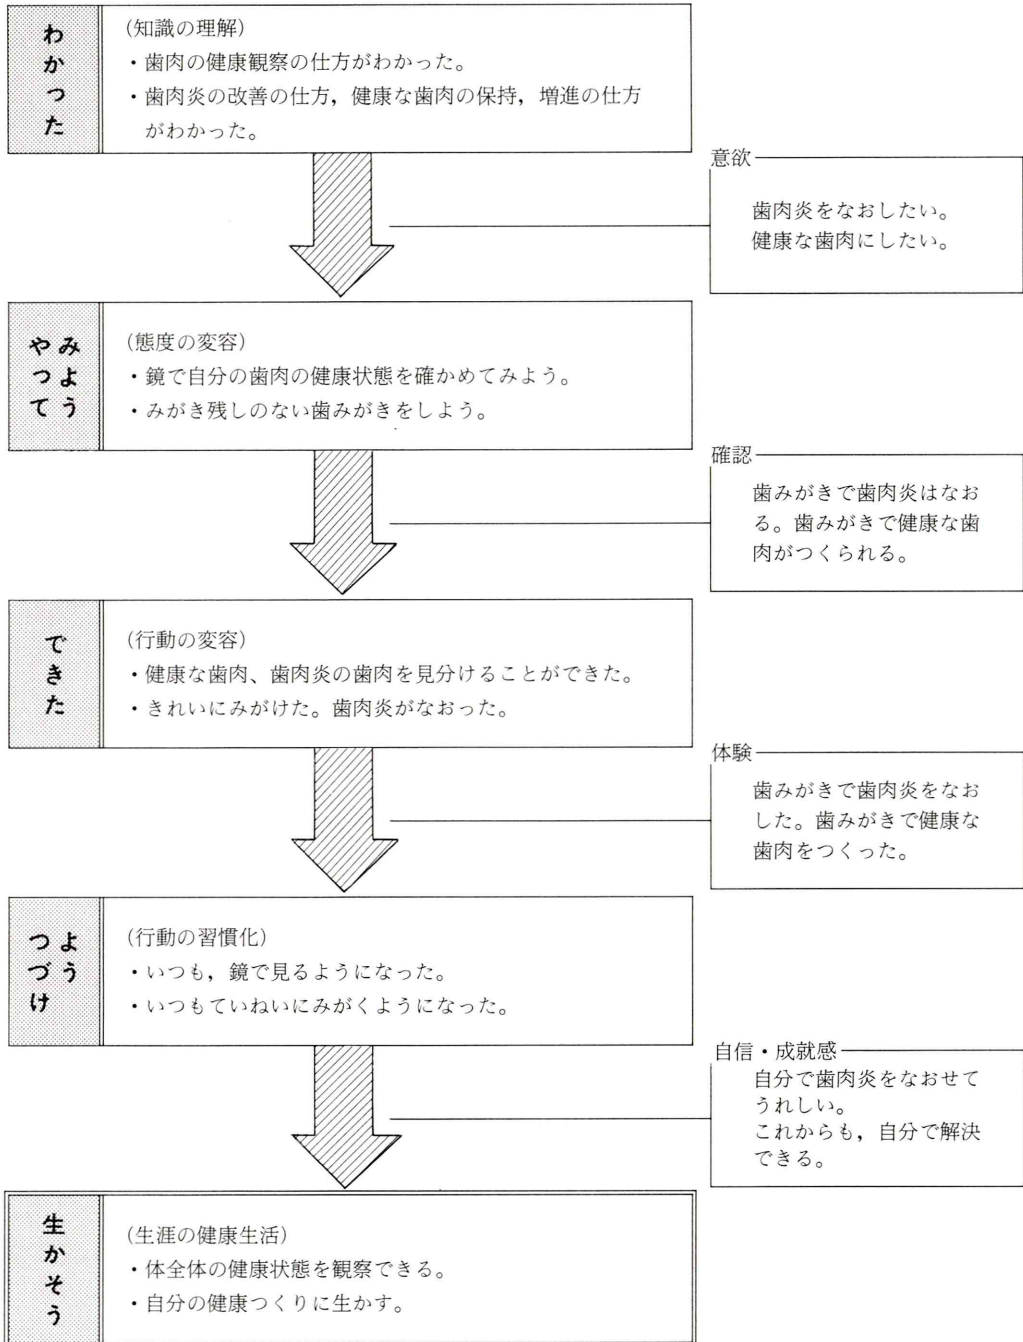 わかった
(知識の理解)
・歯肉の健康観察の仕方がわかった。
・歯肉炎の改善の仕方，健康な歯肉の保持，増進の仕方
がわかった。
意欲
歯肉炎をなおしたい。
健康な歯肉にしたい。
やって
みよう
(態度の変容)
・鏡で自分の歯肉の健康状態を確かめてみよう。
・みがき残しのない歯みがきをしよう。
確認
歯みがきで歯肉炎はなお
る。歯みがきで健康な歯
肉がつくられる。
できた
(行動の変容)
・健康な歯肉、歯肉炎の歯肉を見分けることができた。
・きれいにみがけた。歯肉炎がなおった。
体験
歯みがきで歯肉炎をなお
した。歯みがきで健康な
歯肉をつくった。
つづけ
よう
(行動の習慣化)
・いつも，鏡で見るようになった。
・いつもていねいにみがくようになった。
自信・成就感
自分で歯肉炎をなおせて
うれしい。
これからも，自分で解決
できる。
生かそう
(生涯の健康生活)
・体全体の健康状態を観察できる。
・自分の健康つくりに生かす。